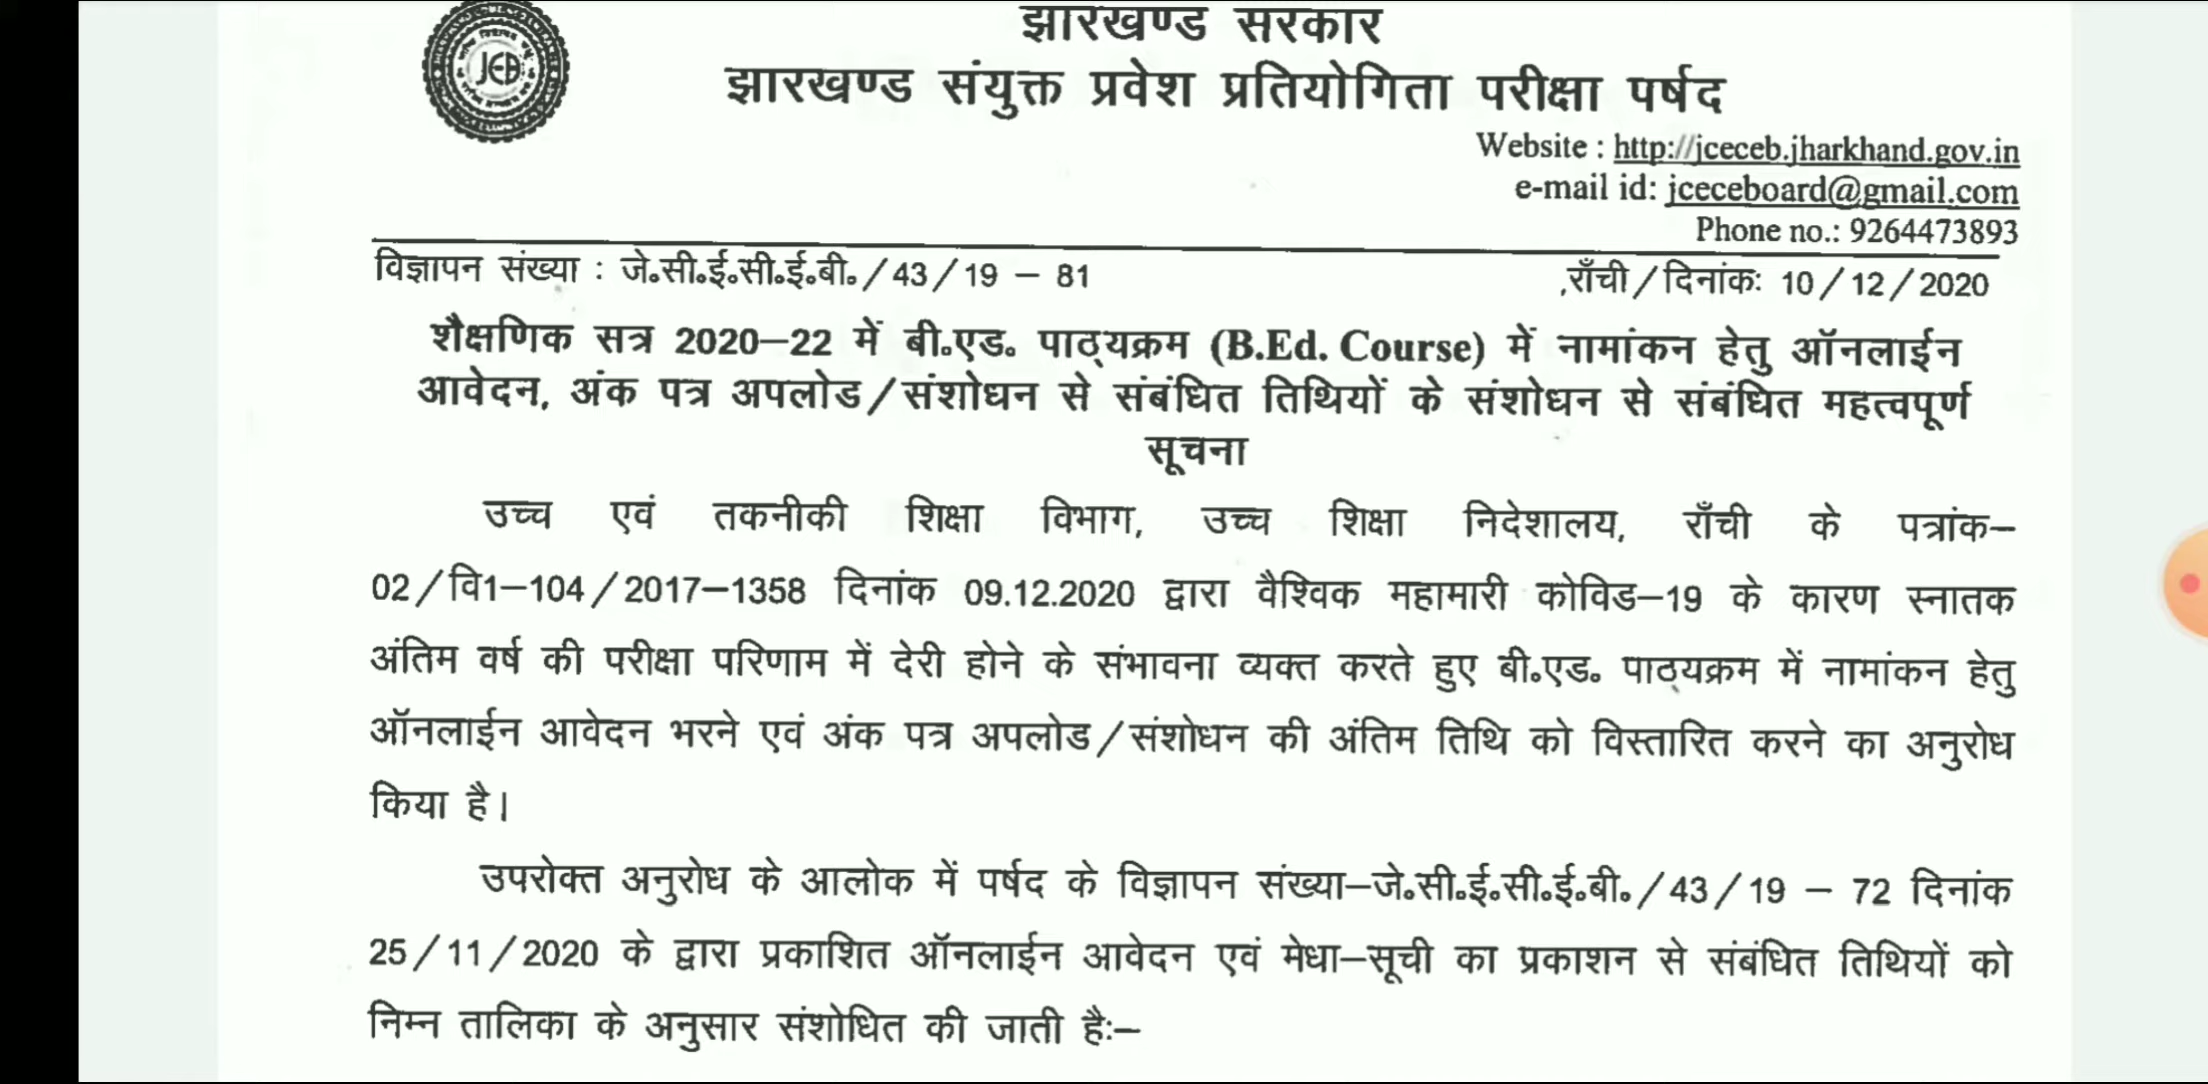 झारखण्ड सरकार
झारखण्ड संयुक्त प्रवेश प्रतियोगिता परीक्षा पर्षद
Website : http://jceceb.jharkhand.gov.in
e-mail id: jceceboard@gmail.com
Phone no.: 9264473893
विज्ञापन संख्या : जे॰सी॰ई॰सी॰ई॰बी॰/43/19 – 81 राँची/दिनांकः 10/12/2020
शैक्षणिक सत्र 2020–22 में बी॰एड॰ पाठ्यक्रम (B.Ed. Course) में नामांकन हेतु ऑनलाईन
आवेदन, अंक पत्र अपलोड/संशोधन से संबंधित तिथियों के संशोधन से संबंधित महत्वपूर्ण
सूचना
उच्च एवं तकनीकी शिक्षा विभाग, उच्च शिक्षा निदेशालय, राँची के पत्रांक–
02/वि1–104/2017–1358 दिनांक 09.12.2020 द्वारा वैश्विक महामारी कोविड–19 के कारण स्नातक
अंतिम वर्ष की परीक्षा परिणाम में देरी होने के संभावना व्यक्त करते हुए बी॰एड॰ पाठ्यक्रम में नामांकन हेतु
ऑनलाईन आवेदन भरने एवं अंक पत्र अपलोड/संशोधन की अंतिम तिथि को विस्तारित करने का अनुरोध
किया है।
उपरोक्त अनुरोध के आलोक में पर्षद के विज्ञापन संख्या–जे॰सी॰ई॰सी॰ई॰बी॰/43/19 – 72 दिनांक
25/11/2020 के द्वारा प्रकाशित ऑनलाईन आवेदन एवं मेधा–सूची का प्रकाशन से संबंधित तिथियों को
निम्न तालिका के अनुसार संशोधित की जाती हैः–